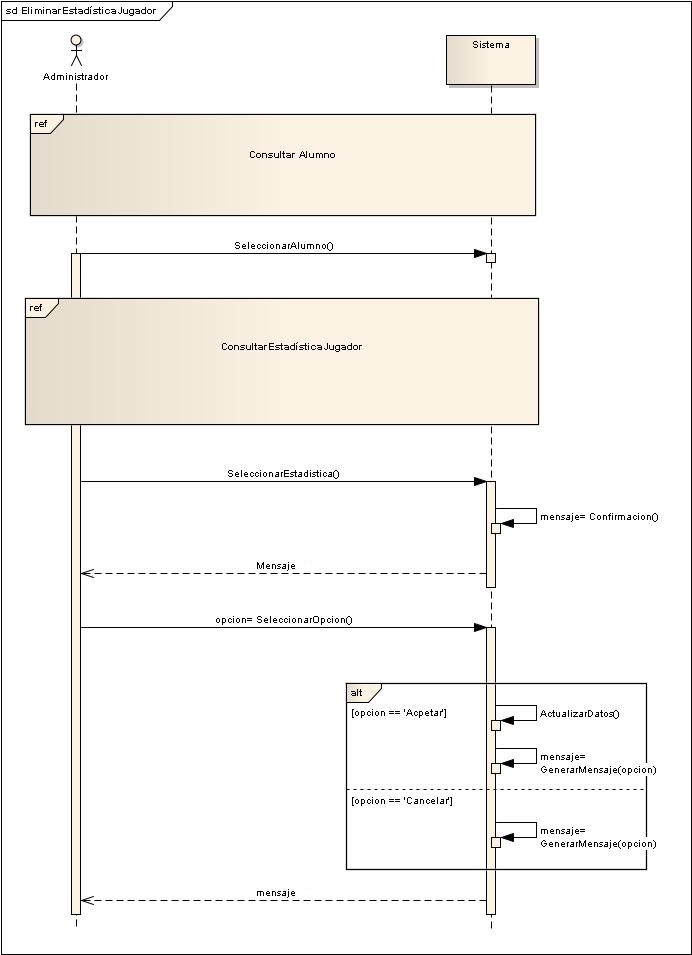 sd EliminarEstadísticaJugador
Administrador
Sistema
ref
Consultar Alumno
SeleccionarAlumno()
ref
ConsultarEstadísticaJugador
SeleccionarEstadistica()
mensaje= Confirmacion()
Mensaje
opcion= SeleccionarOpcion()
alt
[opcion == 'Acpetar']
ActualizarDatos()
mensaje=
GenerarMensaje(opcion)
[opcion == 'Cancelar']
mensaje=
GenerarMensaje(opcion)
mensaje